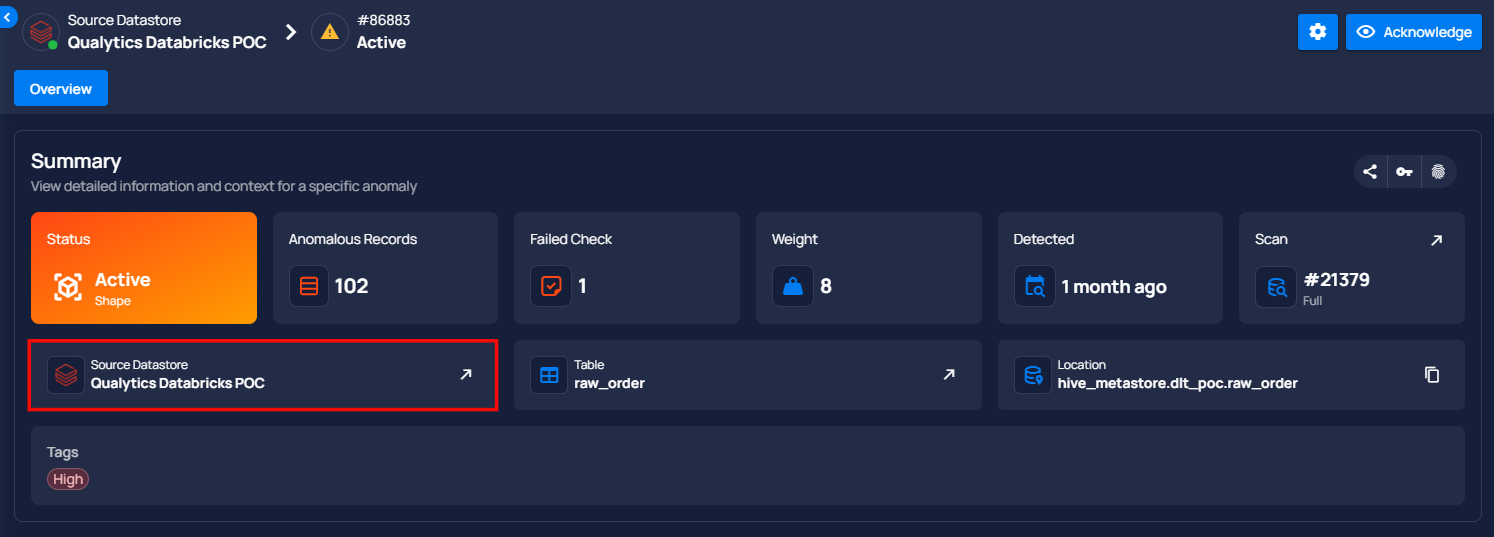 Source Datastore
Qualytics Databricks POC
#86883
Active
Acknowledge
Overview
Summary
View detailed information and context for a specific anomaly
Status
Active
Shape
Anomalous Records
102
Failed Check
1
Weight
8
Detected
1 month ago
Scan
#21379
Full
Source Datastore
Qualytics Databricks POC
Table
raw_order
Location
hive_metastore.dlt_poc.raw_order
Tags
High